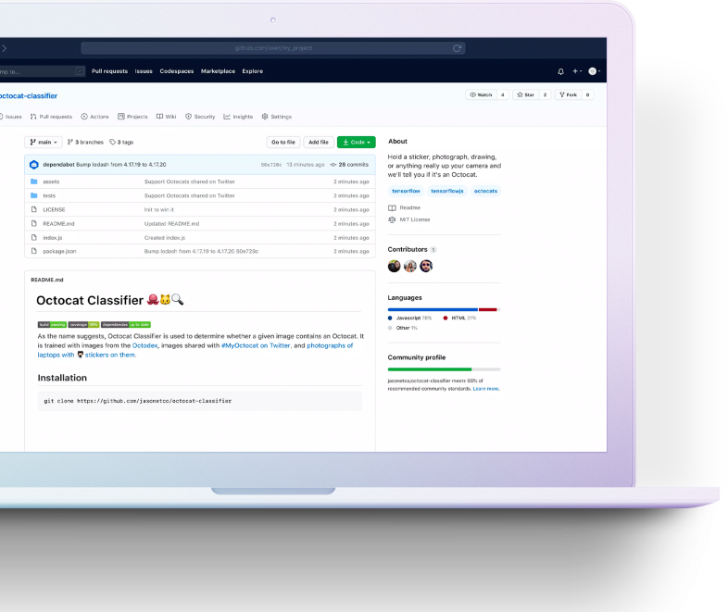 github.com/user/my_project
mp to...
Pull requests Issues Codespaces Marketplace Explore
octocat-classifier
Watch 4 Star 3 Fork 0
Issues Pull requests Actions Projects Wiki Security Insights Settings
main 3 branches 3 tags Go to file Add file Code
dependabot Bump lodash from 4.17.19 to 4.17.20 13 minutes ago 26 commits
assets Support Octocats shared on Twitter 2 minutes ago
tests Support Octocats shared on Twitter 2 minutes ago
LICENSE Init to win it 2 minutes ago
README.md Updated README.md 2 minutes ago
index.js Created index.js 2 minutes ago
package.json Bump lodash from 4.17.19 to 4.17.20 2 minutes ago
README.md
Octocat Classifier
build passing coverage dependencies up to date
As the name suggests, Octocat Classifier is used to determine whether a given image contains an Octocat. It
is trained with images from the Octodex, images shared with #MyOctocat on Twitter, and photographs of
laptops with stickers on them.
Installation
git clone https://github.com/jasonetco/octocat-classifier
About
Hold a sticker, photograph, drawing,
or anything really up your camera and
we'll tell you if it's an Octocat.
tensorflow tensorflowjs octocats
Readme
MIT License
Contributors 3
Languages
Javascript HTML
Other 1%
Community profile
jasonetco/octocat-classifier meets of
recommended community standards. Learn more.